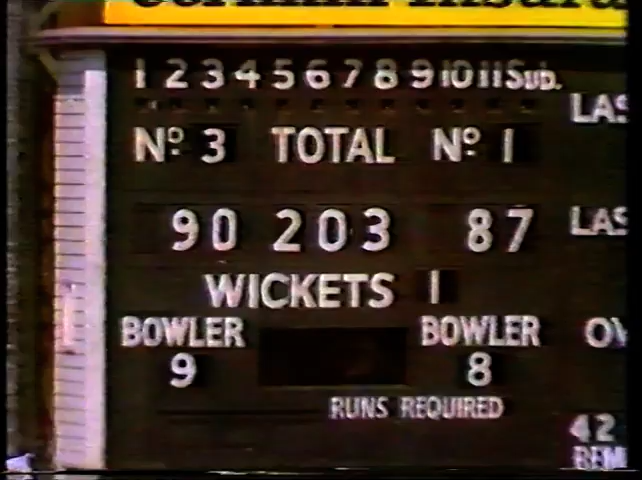 1 2 3 4 5 6 7 8 9 10 11 SUB.
LAS
Nº 3 TOTAL Nº 1
90 203 87
LAS
WICKETS 1
BOWLER BOWLER
OV
9 8
RUNS REQUIRED
42
REM